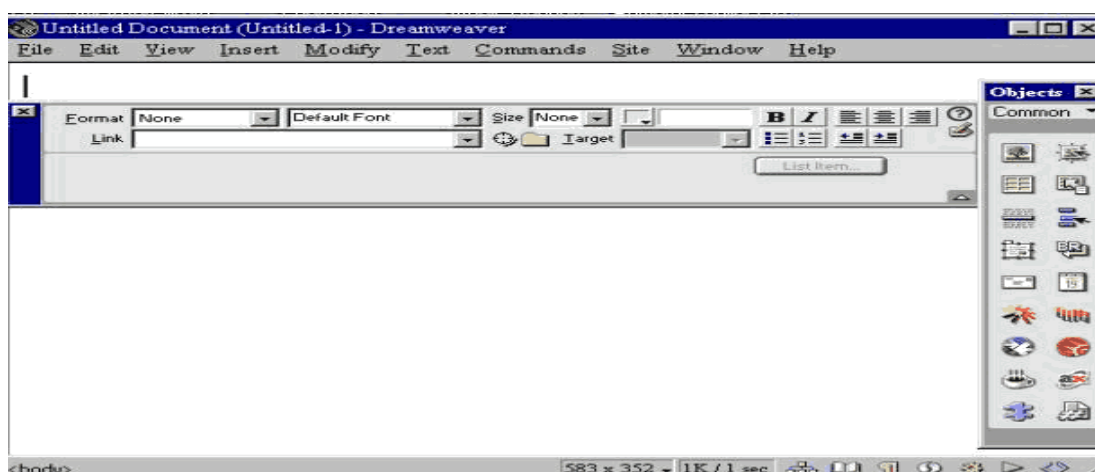 Untitled Document (Untitled-1) - Dreamweaver
File Edit View Insert Modify Text Commands Site Window Help
Objects
Common
Format None Default Font Size None B I
Link Target
List Item...
<body> 583 x 352 1K / 1 sec